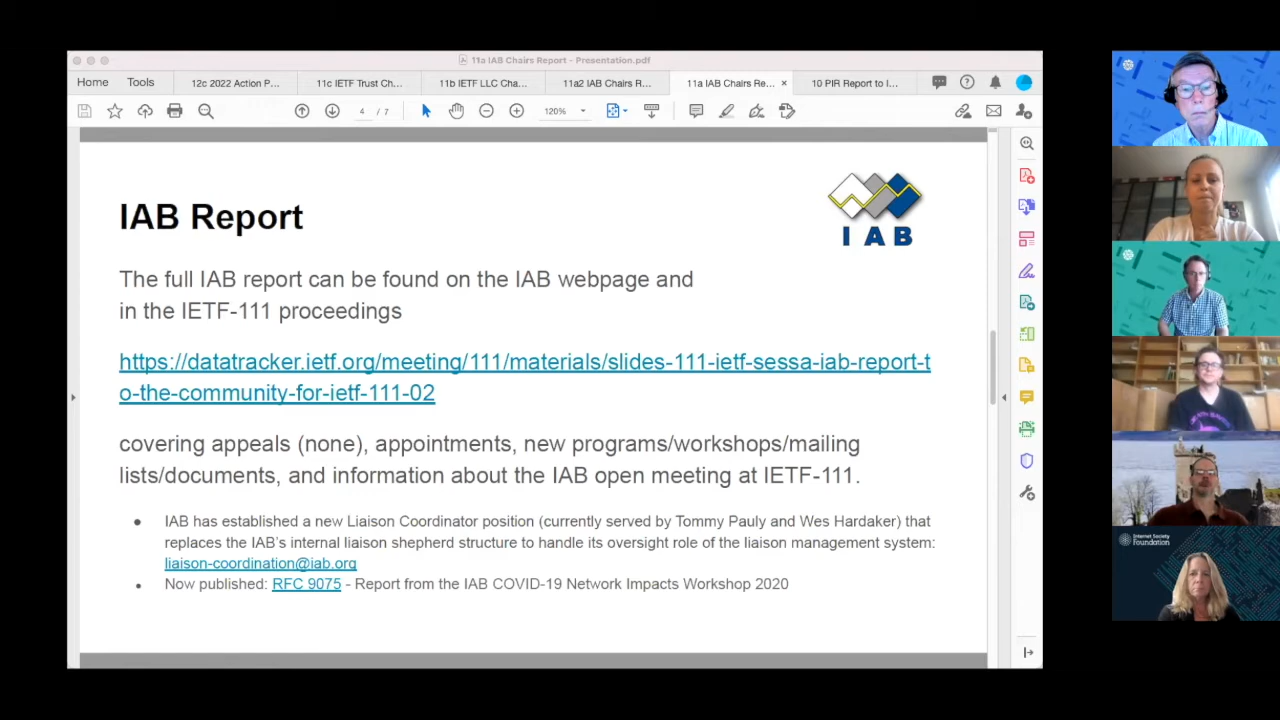 11a IAB Chairs Report - Presentation.pdf
Home Tools 12c 2022 Action P... 11c IETF Trust Ch... 11b IETF LLC Cha... 11a2 IAB Chairs R... 11a IAB Chairs Re... × 10 PIR Report to I...
4 / 7 120%
IAB Report
IAB
The full IAB report can be found on the IAB webpage and
in the IETF-111 proceedings
https://datatracker.ietf.org/meeting/111/materials/slides-111-ietf-sessa-iab-report-t
o-the-community-for-ietf-111-02
covering appeals (none), appointments, new programs/workshops/mailing
lists/documents, and information about the IAB open meeting at IETF-111.
● IAB has established a new Liaison Coordinator position (currently served by Tommy Pauly and Wes Hardaker) that
replaces the IAB's internal liaison shepherd structure to handle its oversight role of the liaison management system:
liaison-coordination@iab.org
● Now published: RFC 9075 - Report from the IAB COVID-19 Network Impacts Workshop 2020
Internet Society
Foundation